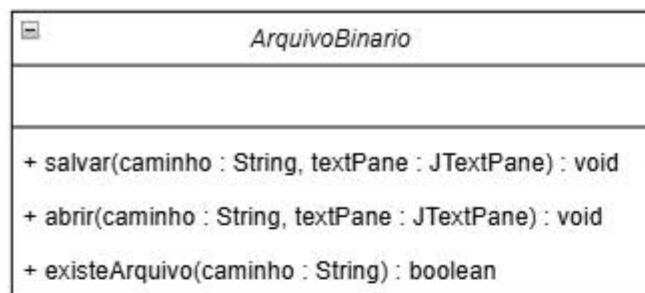 ArquivoBinario
+ salvar(caminho : String, textPane : JTextPane) : void
+ abrir(caminho : String, textPane : JTextPane) : void
+ existeArquivo(caminho : String) : boolean